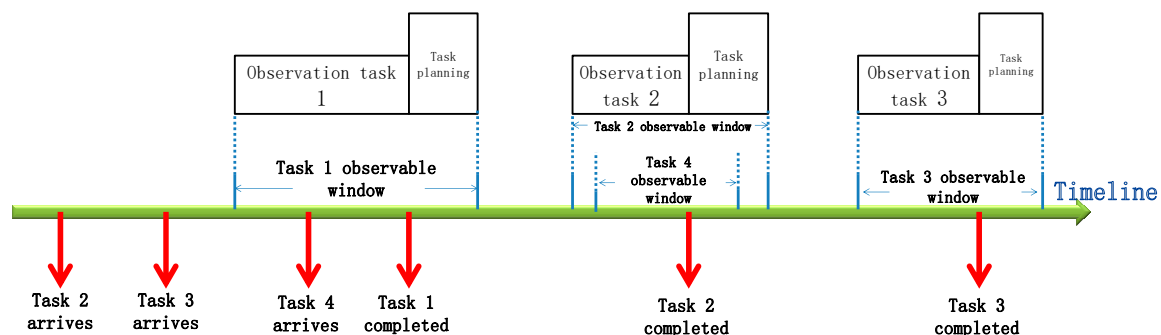 Observation task
1
Task
planning
Observation
task 2
Task
planning
Observation
task 3
Task
planning
Task 2 observable window
Task 1 observable
window
Task 4
observable
window
Task 3 observable
window
Timeline
Task 2
arrives
Task 3
arrives
Task 4
arrives
Task 1
completed
Task 2
completed
Task 3
completed